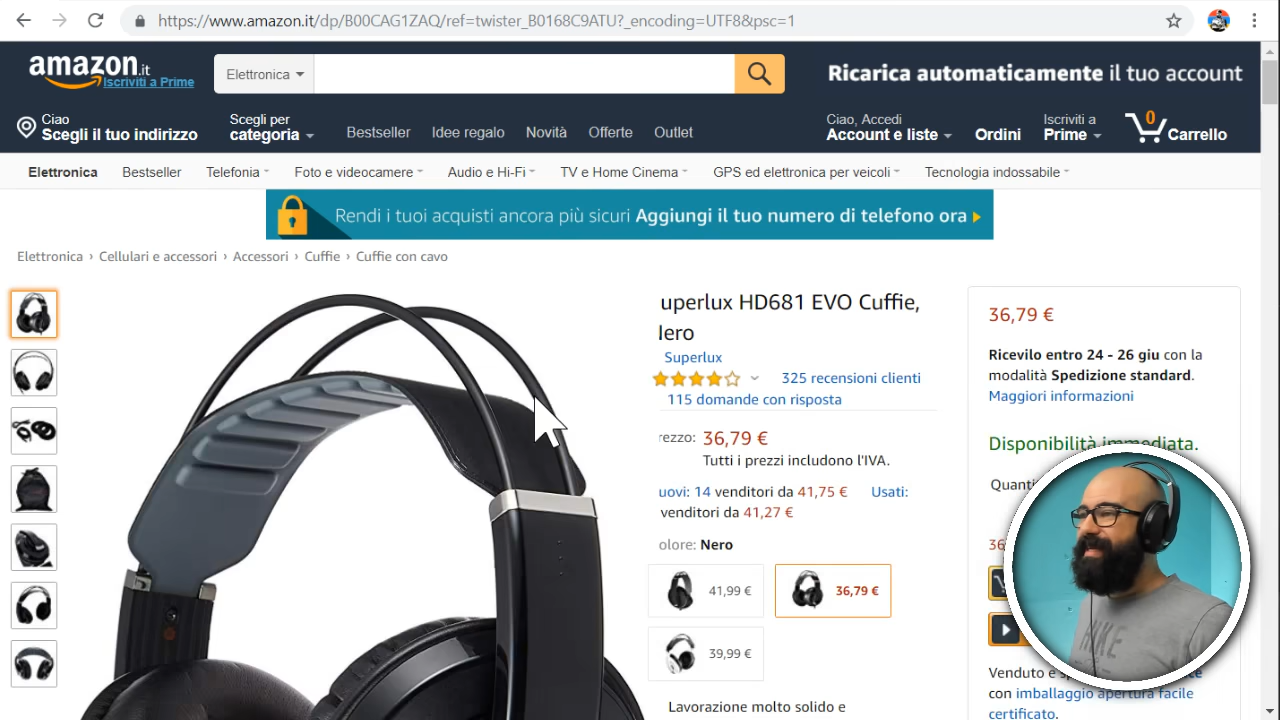 https://www.amazon.it/dp/B00CAG1ZAQ/ref=twister_B0168C9ATU?_encoding=UTF8&psc=1
amazon.it
Iscriviti a Prime
Elettronica
Ricarica automaticamente il tuo account
Ciao
Scegli il tuo indirizzo
Scegli per
categoria
Bestseller Idee regalo Novità Offerte Outlet
Ciao, Accedi
Account e liste
Ordini
Iscriviti a
Prime
0
Carrello
Elettronica Bestseller Telefonia Foto e videocamere Audio e Hi-Fi TV e Home Cinema GPS ed elettronica per veicoli Tecnologia indossabile
Rendi i tuoi acquisti ancora più sicuri Aggiungi il tuo numero di telefono ora
Elettronica › Cellulari e accessori › Accessori › Cuffie › Cuffie con cavo
uperlux HD681 EVO Cuffie,
Nero
Superlux
325 recensioni clienti
115 domande con risposta
rezzo: 36,79 €
Tutti i prezzi includono l'IVA.
uovi: 14 venditori da 41,75 € Usati:
venditori da 41,27 €
olore: Nero
41,99 €
36,79 €
39,99 €
Lavorazione molto solido e
36,79 €
Ricevilo entro 24 - 26 giu con la
modalità Spedizione standard.
Maggiori informazioni
Disponibilità immediata.
Quanti
36
NIKE
Venduto e s
con imballaggio apertura facile
certificato.